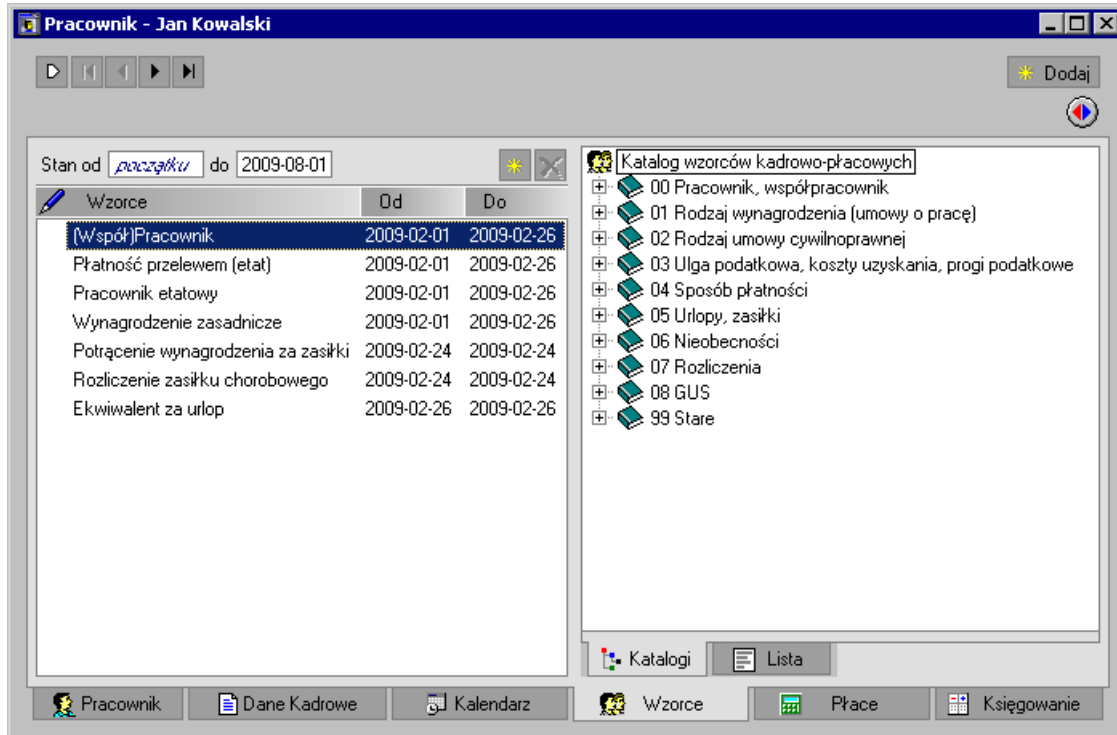 Pracownik - Jan Kowalski
Dodaj
Stan od początku do 2009-08-01
Wzorce Od Do
(Współ)Pracownik 2009-02-01 2009-02-26
Płatność przelewem (etat) 2009-02-01 2009-02-26
Pracownik etatowy 2009-02-01 2009-02-26
Wynagrodzenie zasadnicze 2009-02-01 2009-02-26
Potrącenie wynagrodzenia za zasiłki 2009-02-24 2009-02-24
Rozliczenie zasiłku chorobowego 2009-02-24 2009-02-24
Ekwiwalent za urlop 2009-02-26 2009-02-26
Katalog wzorców kadrowo-płacowych
00 Pracownik, współpracownik
01 Rodzaj wynagrodzenia (umowy o pracę)
02 Rodzaj umowy cywilnoprawnej
03 Ulga podatkowa, koszty uzyskania, progi podatkowe
04 Sposób płatności
05 Urlopy, zasiłki
06 Nieobecności
07 Rozliczenia
08 GUS
99 Stare
Katalogi Lista
Pracownik Dane Kadrowe Kalendarz Wzorce Płace Księgowanie